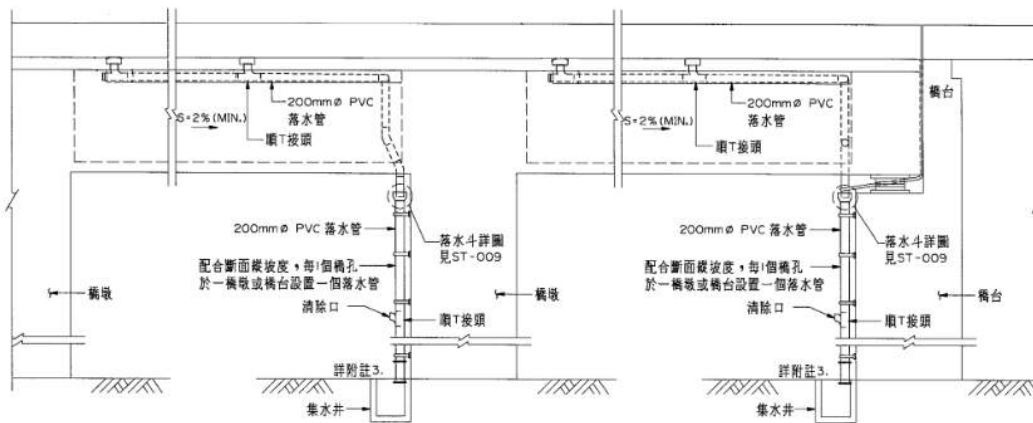 200mmø PVC
落水管
S=2%(MIN.)
順T接頭
200mmø PVC 落水管
落水斗詳圖
見ST-009
配合斷面縱坡度，每1個橋孔
於一橋墩或橋台設置一個落水管
橋墩
清除口
順T接頭
詳附註3.
集水井
200mmø PVC
落水管
S=2%(MIN.)
順T接頭
橋台
200mmø PVC 落水管
落水斗詳圖
見ST-009
配合斷面縱坡度，每1個橋孔
於一橋墩或橋台設置一個落水管
橋墩
橋台
清除口
順T接頭
詳附註3.
集水井